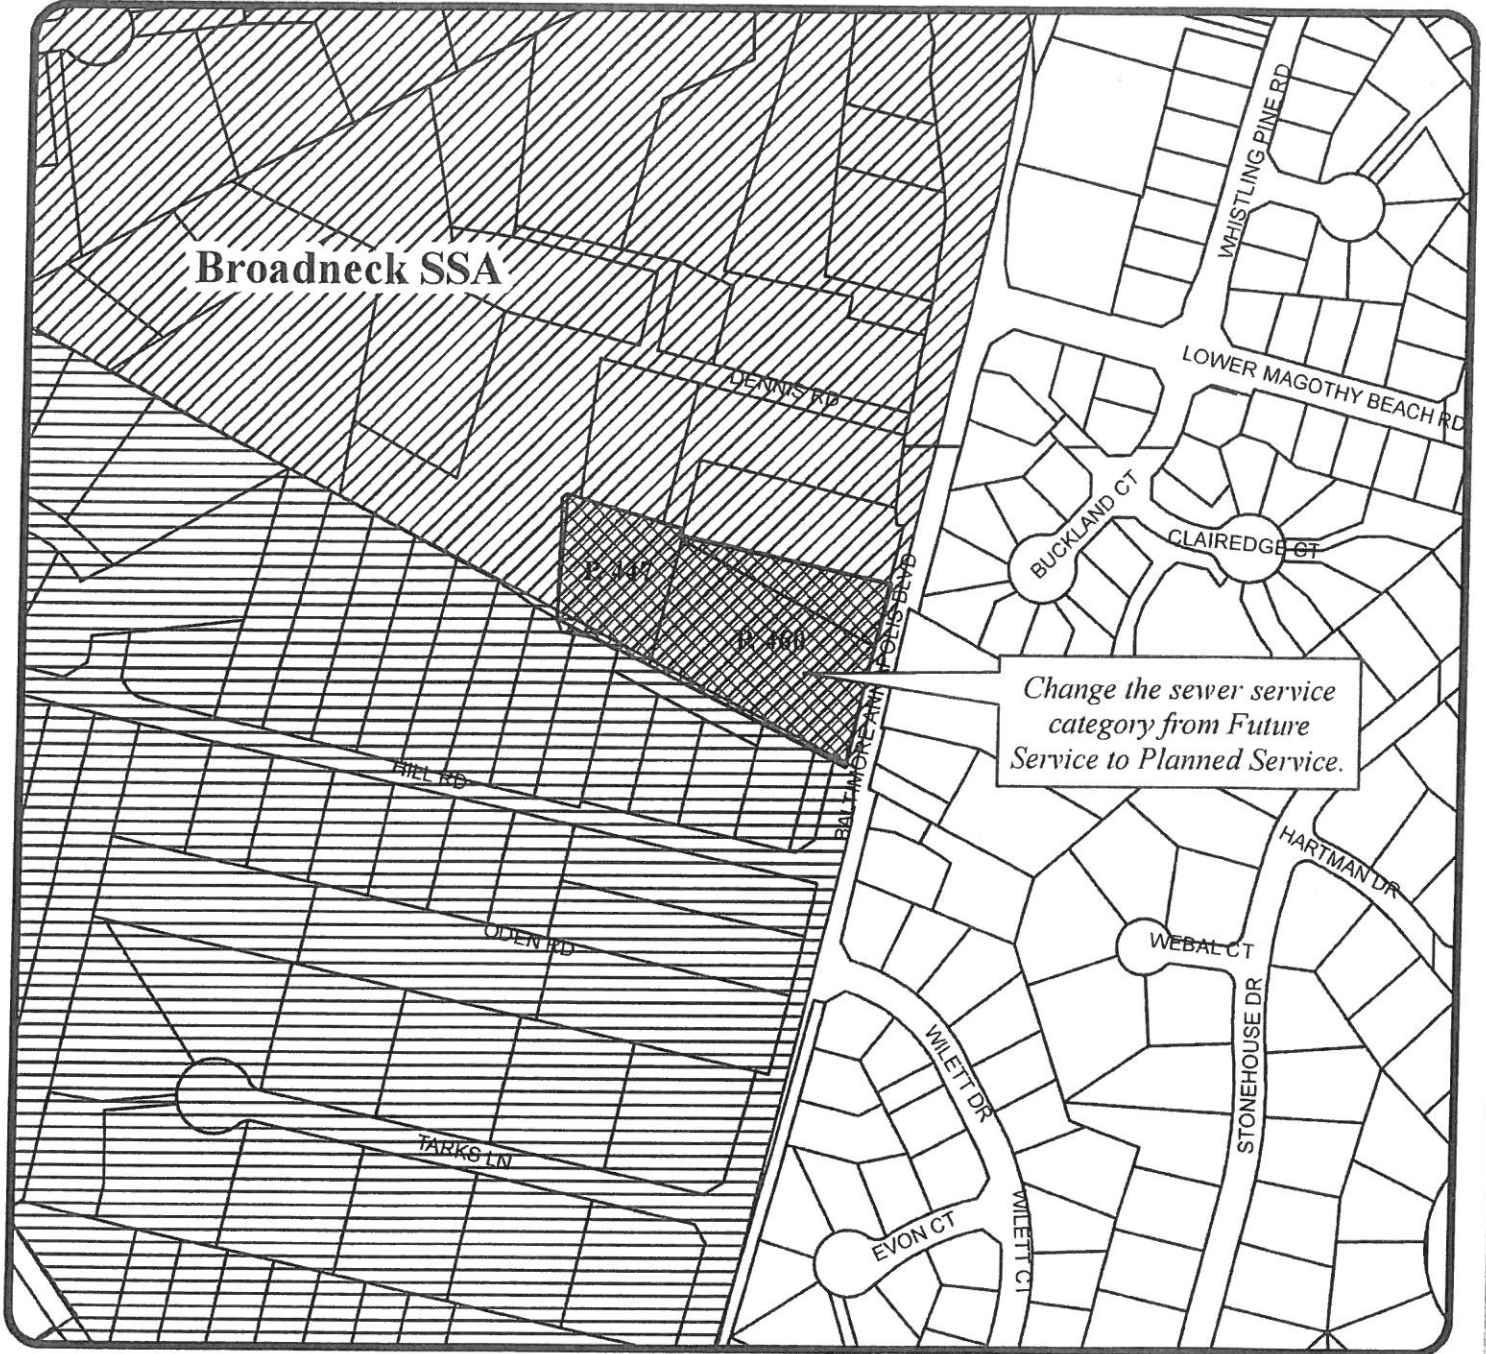 WHISTLING PINE RD
Broadneck SSA
LOWER MAGOTHY BEACH RD
DENNIS RD
BUCKLAND CT
CLAIREDGE CT
P. 447
P. 460
BALTIMORE ANNAPOLIS BLVD
Change the sewer service
category from Future
Service to Planned Service.
HILL RD
HARTMAN DR
ODEN RD
WEBAL CT
STONEHOUSE DR
WILETT DR
TARKS LN
EVON CT
WILETT CT